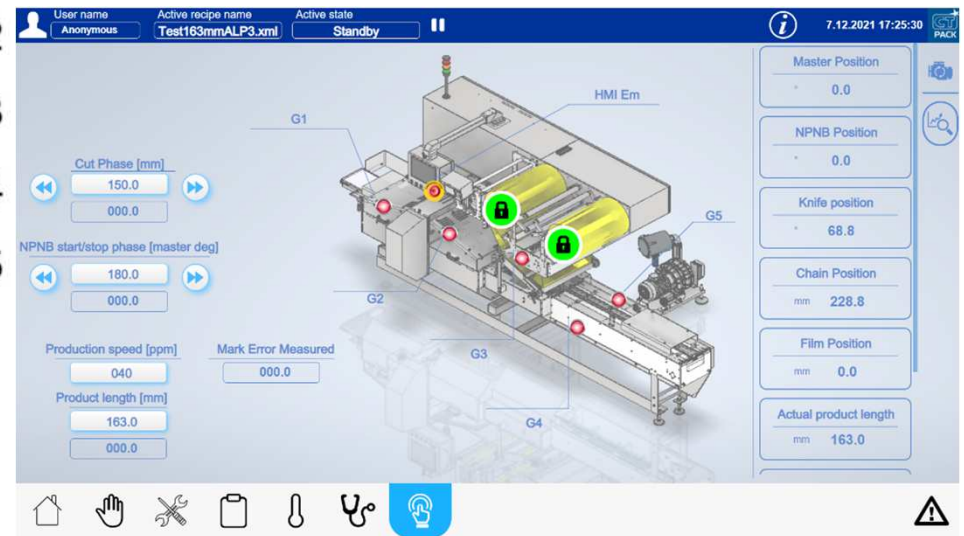 User name
Anonymous
Active recipe name
Test163mmALP3.xml
Active state
Standby
7.12.2021 17:25:30
GT
PACK
HMI Em
G1
Cut Phase [mm]
150.0
000.0
NPNB start/stop phase [master deg]
180.0
000.0
Production speed [ppm]
040
Mark Error Measured
000.0
Product length [mm]
163.0
000.0
G2
G3
G4
G5
Master Position
° 0.0
NPNB Position
° 0.0
Knife position
° 68.8
Chain Position
mm 228.8
Film Position
mm 0.0
Actual product length
mm 163.0